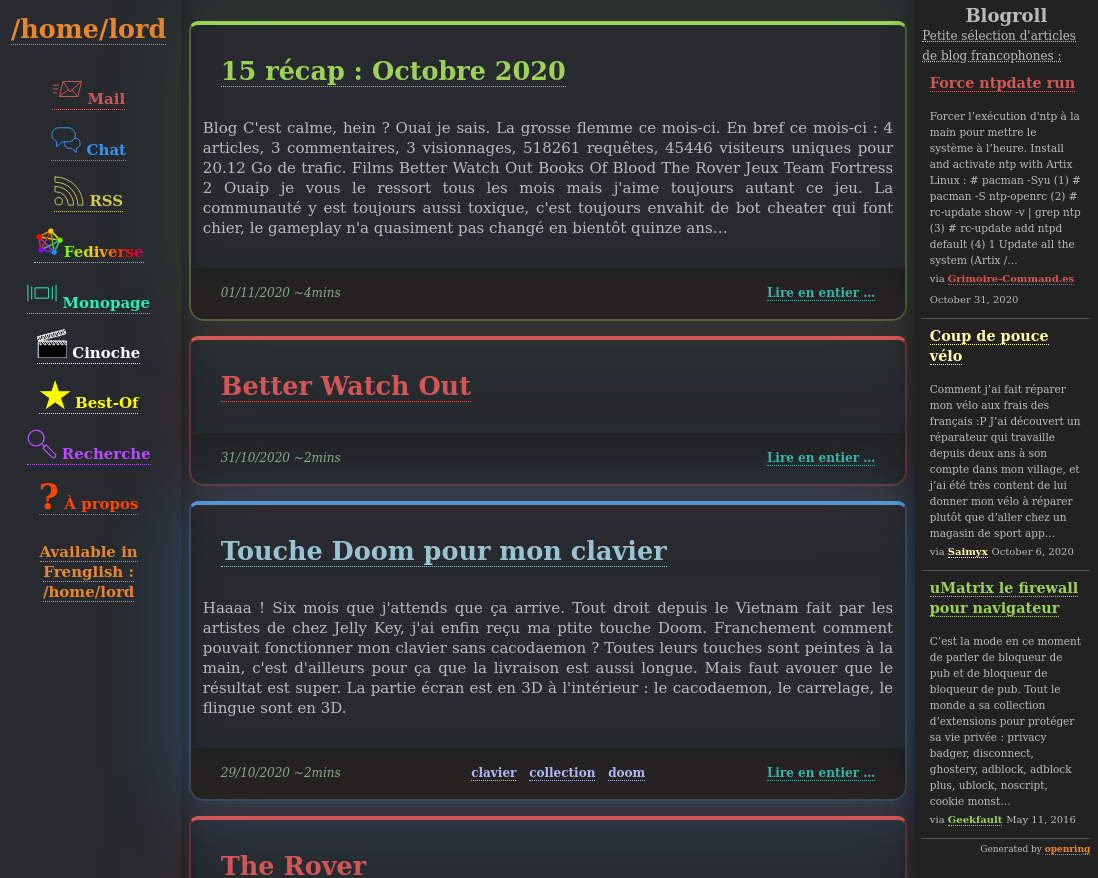 /home/lord
Mail
Chat
RSS
Fediverse
Monopage
Cinoche
Best-Of
Recherche
? À propos
Available in
Frenglish :
/home/lord
15 récap : Octobre 2020
Blog C'est calme, hein ? Ouai je sais. La grosse flemme ce mois-ci. En bref ce mois-ci : 4
articles, 3 commentaires, 3 visionnages, 518261 requêtes, 45446 visiteurs uniques pour
20.12 Go de trafic. Films Better Watch Out Books Of Blood The Rover Jeux Team Fortress
2 Ouaip je vous le ressort tous les mois mais j'aime toujours autant ce jeu. La
communauté y est toujours aussi toxique, c'est toujours envahit de bot cheater qui font
chier, le gameplay n'a quasiment pas changé en bientôt quinze ans…
01/11/2020 ~4mins
Lire en entier …
Better Watch Out
31/10/2020 ~2mins
Lire en entier …
Touche Doom pour mon clavier
Haaaa ! Six mois que j'attends que ça arrive. Tout droit depuis le Vietnam fait par les
artistes de chez Jelly Key, j'ai enfin reçu ma ptite touche Doom. Franchement comment
pouvait fonctionner mon clavier sans cacodaemon ? Toutes leurs touches sont peintes à la
main, c'est d'ailleurs pour ça que la livraison est aussi longue. Mais faut avouer que le
résultat est super. La partie écran est en 3D à l'intérieur : le cacodaemon, le carrelage, le
flingue sont en 3D.
29/10/2020 ~2mins
clavier collection doom
Lire en entier …
The Rover
Blogroll
Petite sélection d'articles
de blog francophones :
Force ntpdate run
Forcer l’exécution d'ntp à la
main pour mettre le
système à l’heure. Install
and activate ntp with Artix
Linux : # pacman -Syu (1) #
pacman -S ntp-openrc (2) #
rc-update show -v | grep ntp
(3) # rc-update add ntpd
default (4) 1 Update all the
system (Artix /…
via Grimoire-Command.es
October 31, 2020
Coup de pouce
vélo
Comment j’ai fait réparer
mon vélo aux frais des
français :P J’ai découvert un
réparateur qui travaille
depuis deux ans à son
compte dans mon village, et
j’ai été très content de lui
donner mon vélo à réparer
plutôt que d’aller chez un
magasin de sport app…
via Saimyx October 6, 2020
uMatrix le firewall
pour navigateur
C’est la mode en ce moment
de parler de bloqueur de
pub et de bloqueur de
bloqueur de pub. Tout le
monde a sa collection
d’extensions pour protéger
sa vie privée : privacy
badger, disconnect,
ghostery, adblock, adblock
plus, ublock, noscript,
cookie monst…
via Geekfault May 11, 2016
Generated by openring